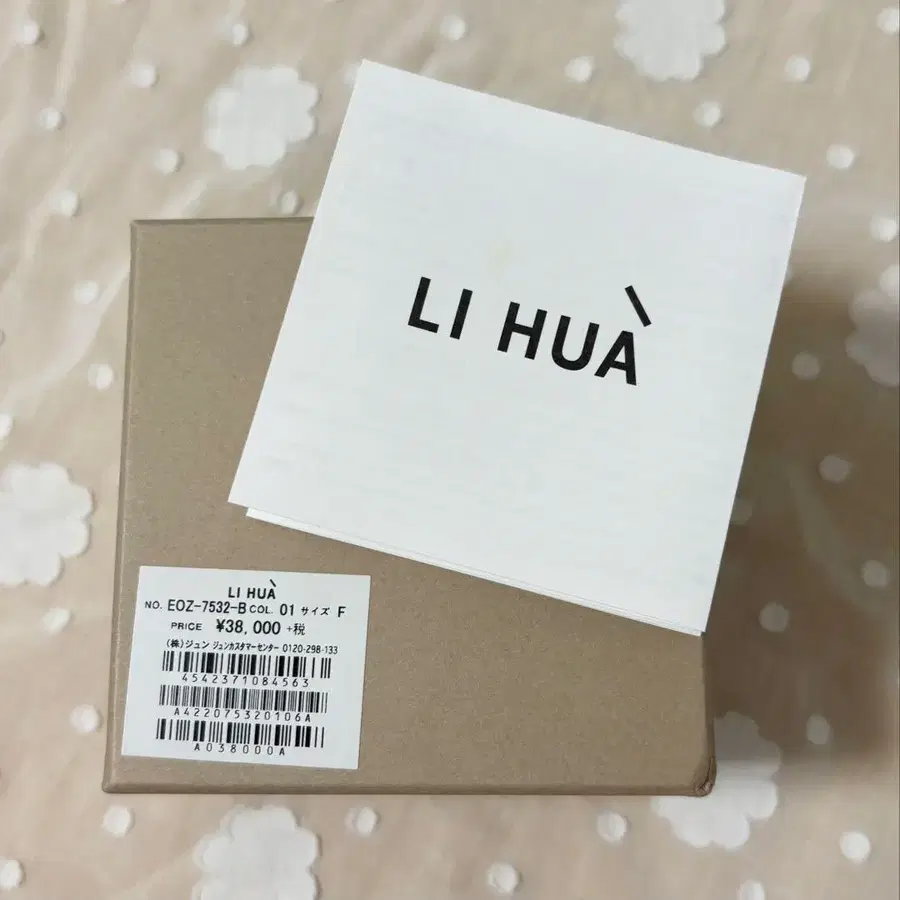 LI HUÀ
LI HUÀ
NO. EOZ-7532-B COL. 01 サイズ F
PRICE ¥38,000 +税
(株)ジュン ジュンカスタマーセンター 0120-298-133
4542371084563
A422075320106A
A038000A